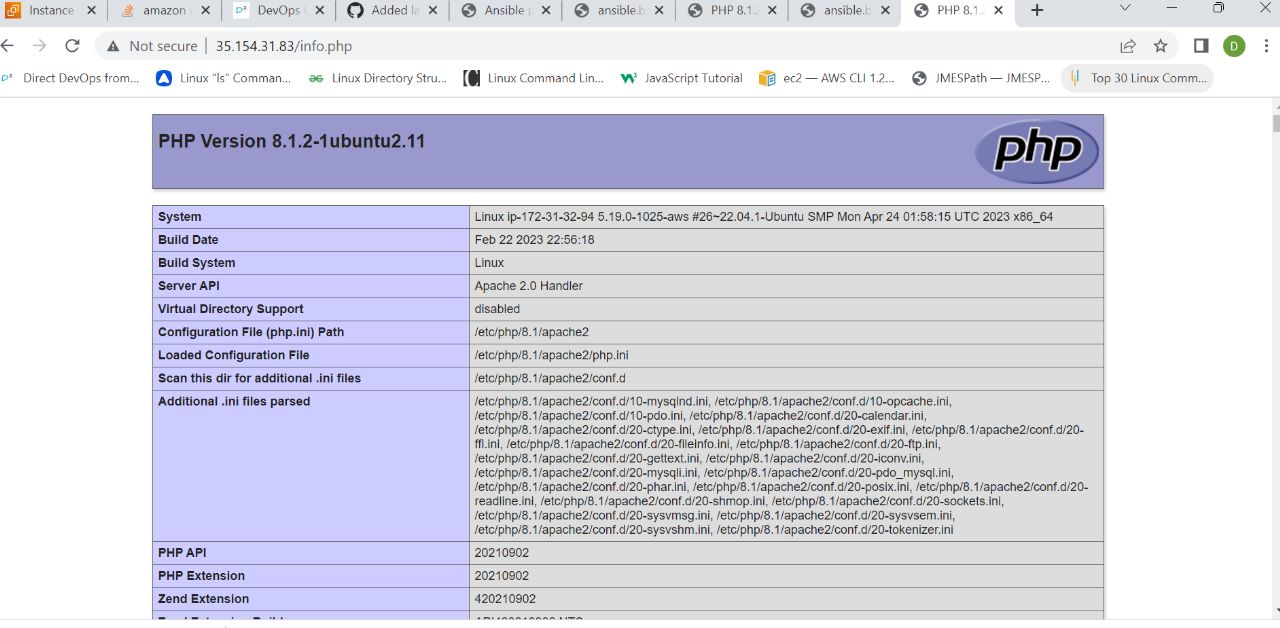 Instance
amazon
DevOps
Added la
Ansible p
ansible.b
PHP 8.1.2
ansible.b
PHP 8.1.
Not secure
35.154.31.83/info.php
D
Direct DevOps from...
Linux "ls" Comman...
Linux Directory Stru...
Linux Command Lin...
JavaScript Tutorial
ec2 — AWS CLI 1.2...
JMESPath — JMESP...
Top 30 Linux Comm...
PHP Version 8.1.2-1ubuntu2.11
php
System Linux ip-172-31-32-94 5.19.0-1025-aws #26~22.04.1-Ubuntu SMP Mon Apr 24 01:58:15 UTC 2023 x86_64
Build Date Feb 22 2023 22:56:18
Build System Linux
Server API Apache 2.0 Handler
Virtual Directory Support disabled
Configuration File (php.ini) Path /etc/php/8.1/apache2
Loaded Configuration File /etc/php/8.1/apache2/php.ini
Scan this dir for additional .ini files /etc/php/8.1/apache2/conf.d
Additional .ini files parsed /etc/php/8.1/apache2/conf.d/10-mysqlnd.ini, /etc/php/8.1/apache2/conf.d/10-opcache.ini,
/etc/php/8.1/apache2/conf.d/10-pdo.ini, /etc/php/8.1/apache2/conf.d/20-calendar.ini,
/etc/php/8.1/apache2/conf.d/20-ctype.ini, /etc/php/8.1/apache2/conf.d/20-exif.ini, /etc/php/8.1/apache2/conf.d/20-
ffi.ini, /etc/php/8.1/apache2/conf.d/20-fileinfo.ini, /etc/php/8.1/apache2/conf.d/20-ftp.ini,
/etc/php/8.1/apache2/conf.d/20-gettext.ini, /etc/php/8.1/apache2/conf.d/20-iconv.ini,
/etc/php/8.1/apache2/conf.d/20-mysqli.ini, /etc/php/8.1/apache2/conf.d/20-pdo_mysql.ini,
/etc/php/8.1/apache2/conf.d/20-phar.ini, /etc/php/8.1/apache2/conf.d/20-posix.ini, /etc/php/8.1/apache2/conf.d/20-
readline.ini, /etc/php/8.1/apache2/conf.d/20-shmop.ini, /etc/php/8.1/apache2/conf.d/20-sockets.ini,
/etc/php/8.1/apache2/conf.d/20-sysvmsg.ini, /etc/php/8.1/apache2/conf.d/20-sysvsem.ini,
/etc/php/8.1/apache2/conf.d/20-sysvshm.ini, /etc/php/8.1/apache2/conf.d/20-tokenizer.ini
PHP API 20210902
PHP Extension 20210902
Zend Extension 420210902